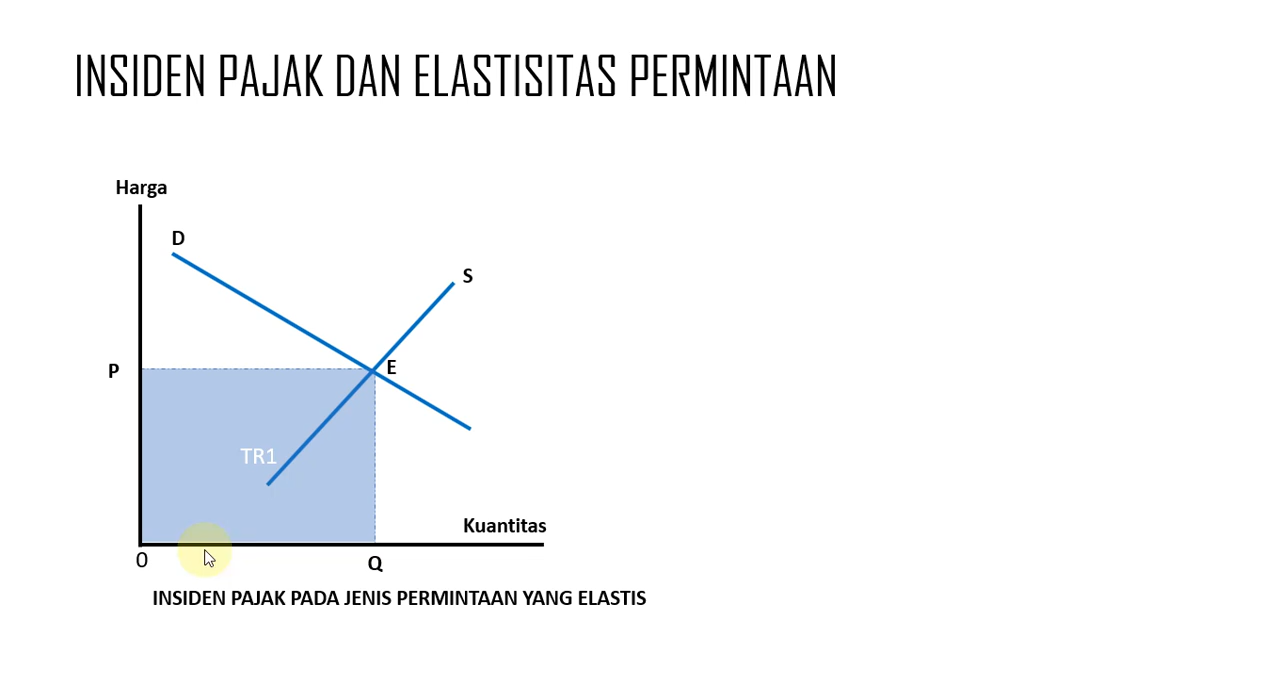 INSIDEN PAJAK DAN ELASTISITAS PERMINTAAN
Harga
D
S
P
E
TR1
Kuantitas
0
Q
INSIDEN PAJAK PADA JENIS PERMINTAAN YANG ELASTIS